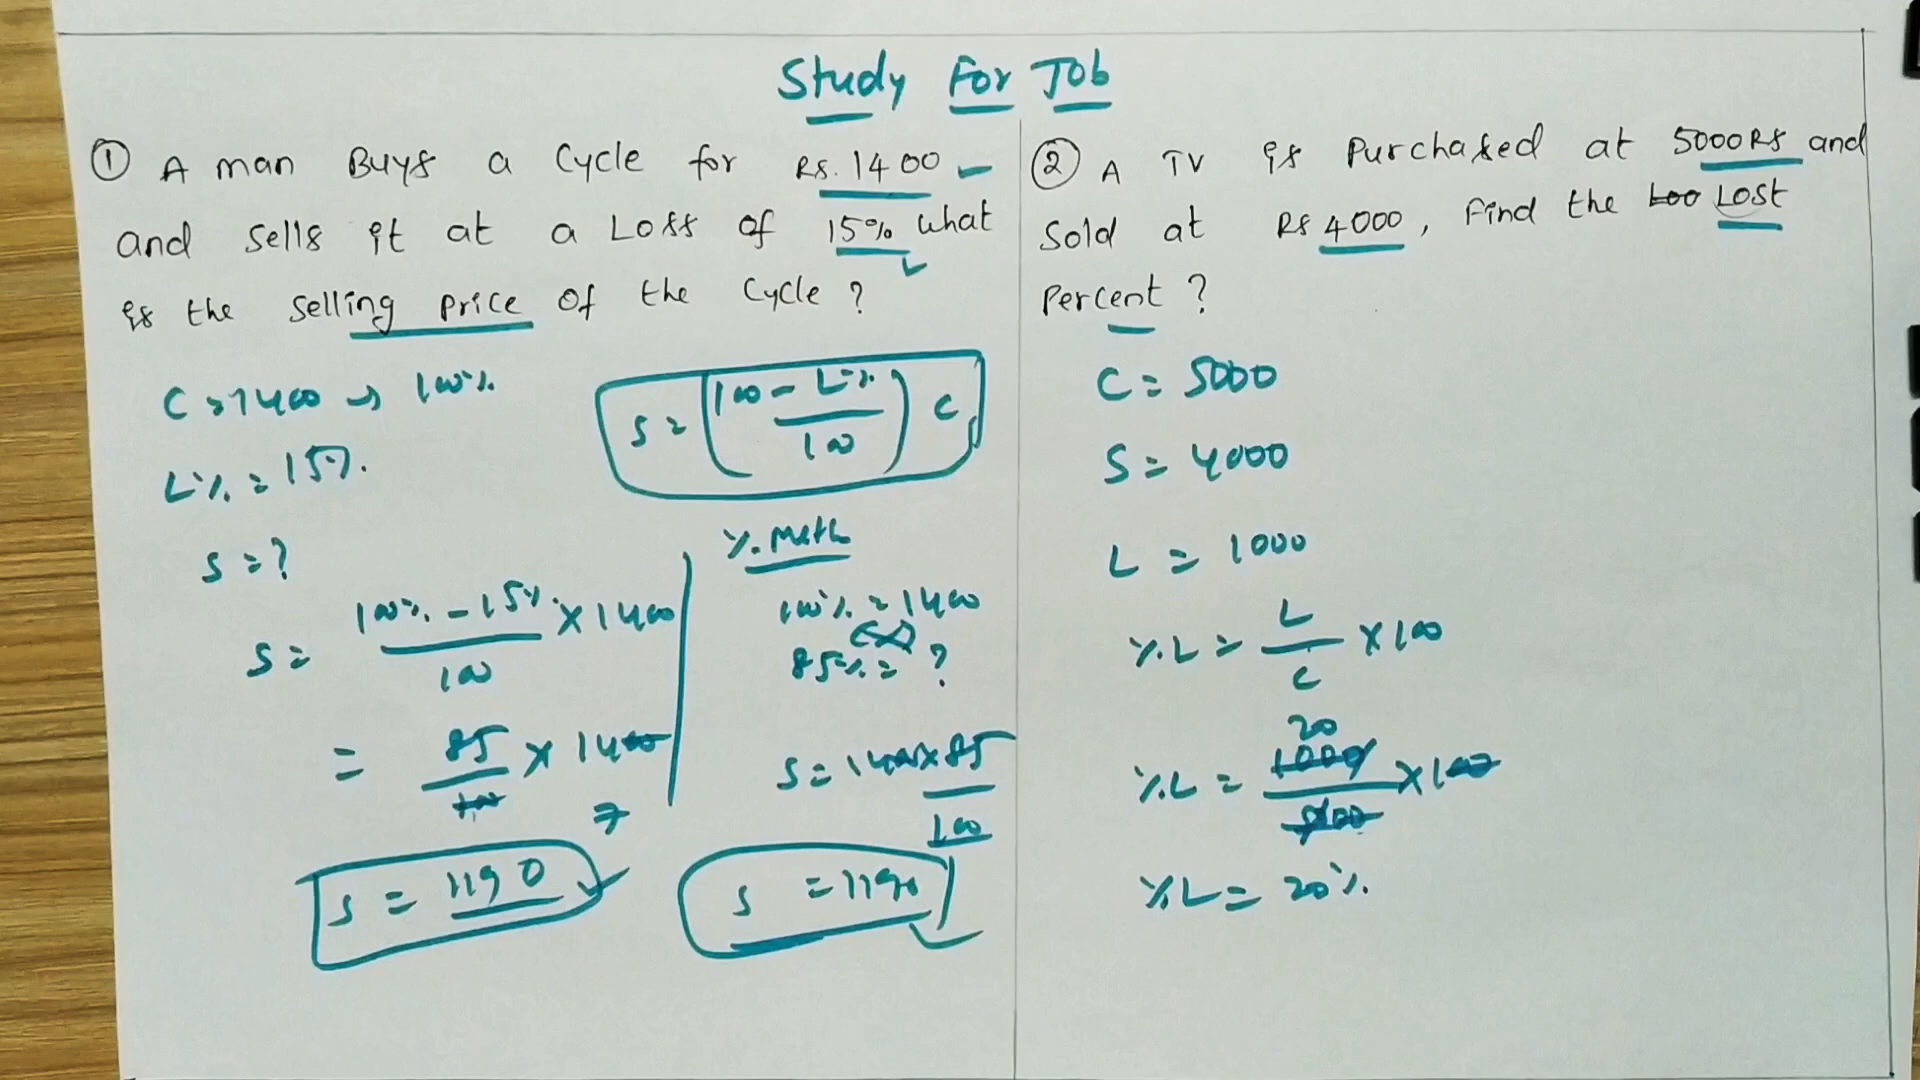 Study For Job
① A man Buys a Cycle for Rs. 1400
and sells it at a Loss of 15% what
is the selling price of the Cycle ?
C = 1400 → 100%
L% = 15%.
S = ?
S = (100 - L% / 100) C
S = 100% - 15% / 100 × 1400
= 85 / 100 × 1400
S = 1190
%. Meth
100% = 1400
85% = ?
S = 1400 × 85 / 100
S = 1190
② A TV is Purchased at 5000Rs and
Sold at Rs 4000, Find the Loo Lost
Percent ?
C = 5000
S = 4000
L = 1000
%L = L / C × 100
20
%L = 1000 / 5000 × 100
%L = 20%